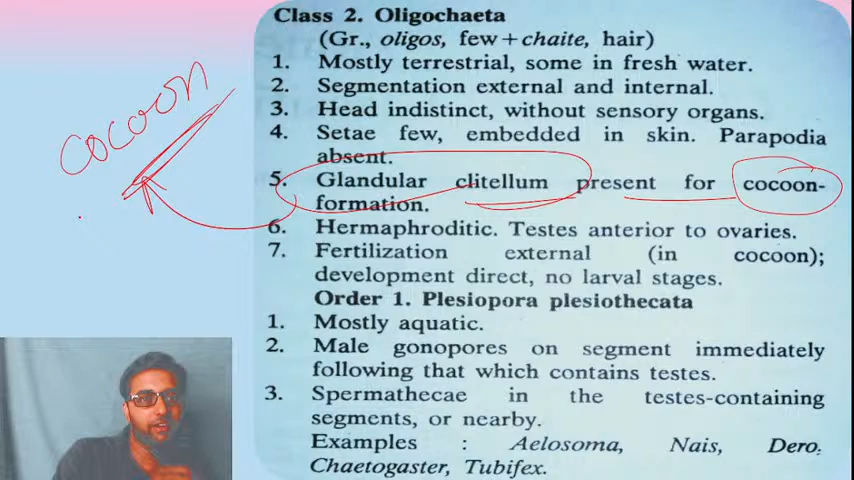 Class 2. Oligochaeta
(Gr., oligos, few + chaite, hair)
1. Mostly terrestrial, some in fresh water.
2. Segmentation external and internal.
3. Head indistinct, without sensory organs.
4. Setae few, embedded in skin. Parapodia
absent.
5. Glandular clitellum present for cocoon-
formation.
6. Hermaphroditic. Testes anterior to ovaries.
7. Fertilization external (in cocoon);
development direct, no larval stages.
Order 1. Plesiopora plesiothecata
1. Mostly aquatic.
2. Male gonopores on segment immediately
following that which contains testes.
3. Spermathecae in the testes-containing
segments, or nearby.
Examples : Aelosoma, Nais, Dero,
Chaetogaster, Tubifex.
cocoon